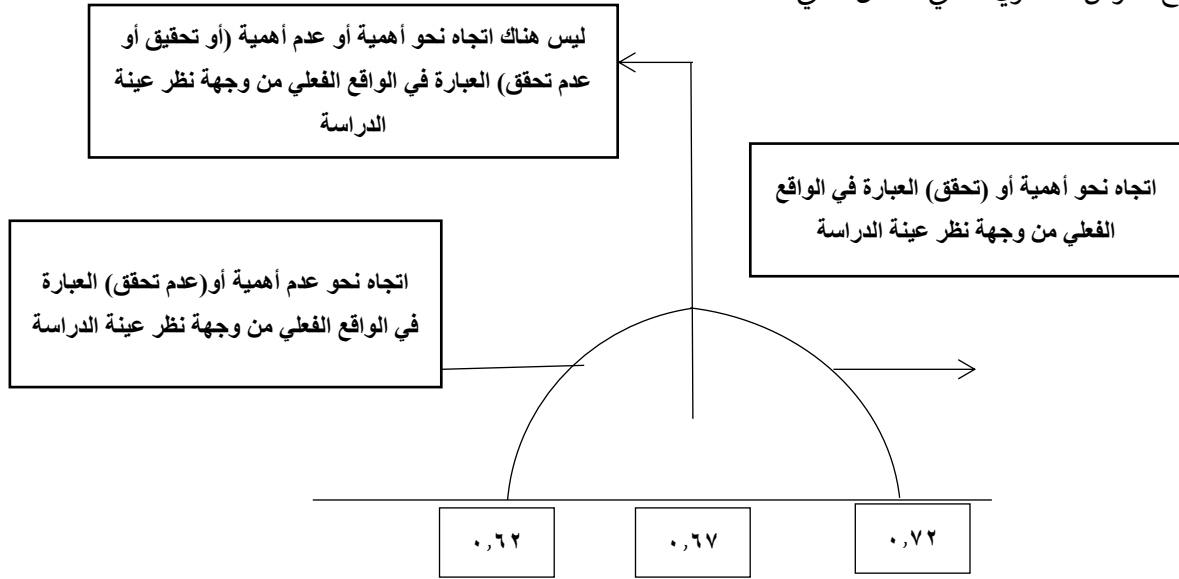 ليس هناك اتجاه نحو أهمية أو عدم أهمية (أو تحقيق أو
عدم تحقق) العبارة في الواقع الفعلي من وجهة نظر عينة
الدراسة
اتجاه نحو أهمية أو (تحقق) العبارة في الواقع
الفعلي من وجهة نظر عينة الدراسة
اتجاه نحو عدم أهمية أو(عدم تحقق) العبارة
في الواقع الفعلي من وجهة نظر عينة الدراسة
٠,٦٢
٠,٦٧
٠,٧٢